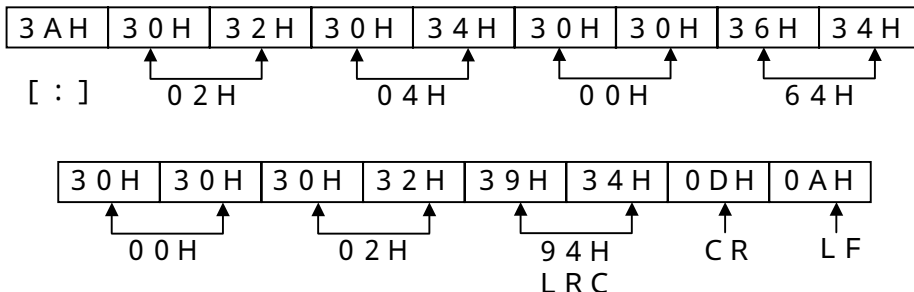 3AH 30H 32H 30H 34H 30H 30H 36H 34H
[:] 02H 04H 00H 64H
30H 30H 30H 32H 39H 34H 0DH 0AH
00H 02H 94H CR LF
LRC